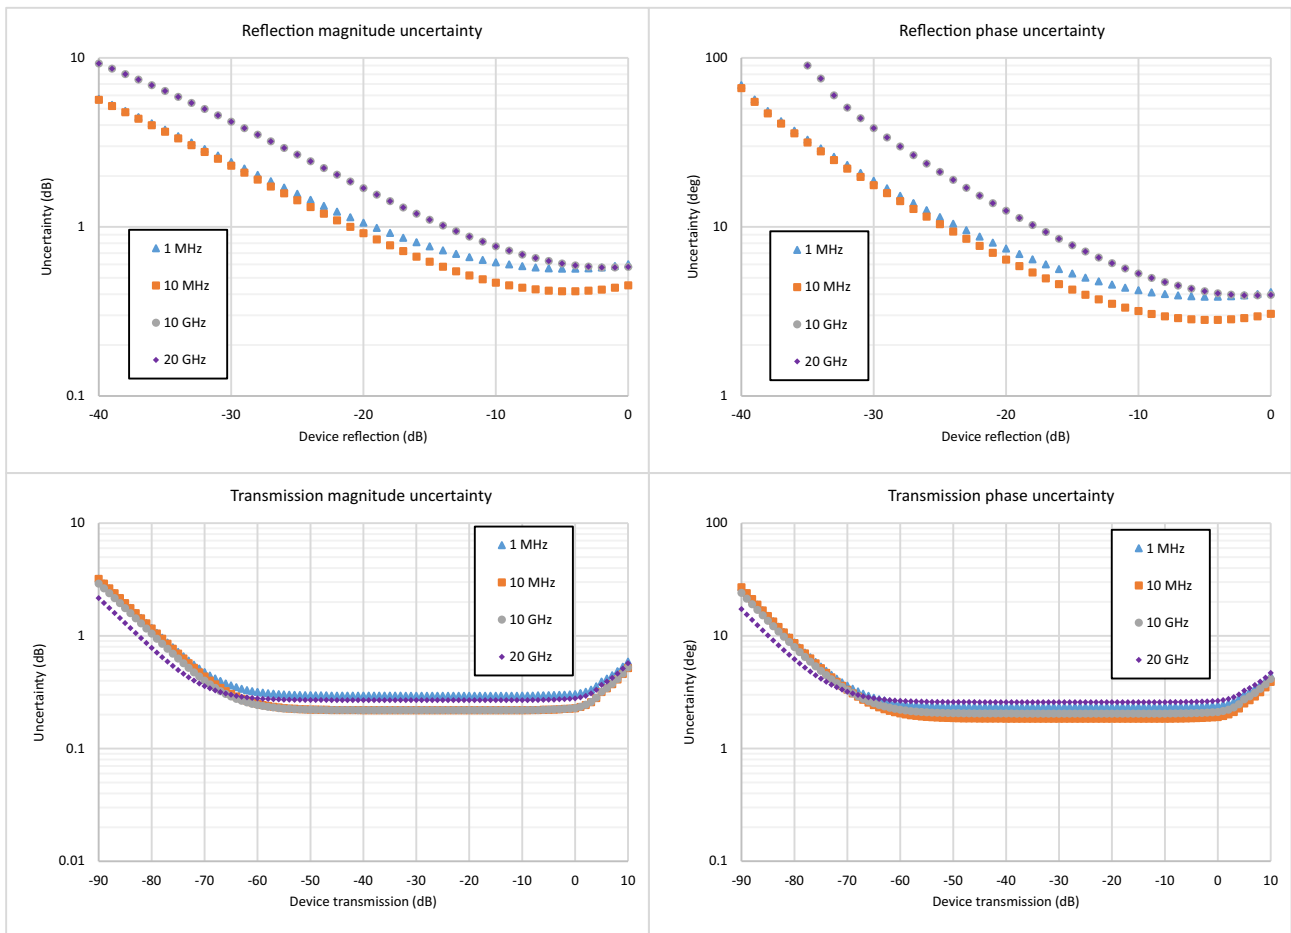 Reflection magnitude uncertainty
10
1
0.1
Uncertainty (dB)
1 MHz
10 MHz
10 GHz
20 GHz
-40
-30
-20
-10
0
Device reflection (dB)
Reflection phase uncertainty
100
10
1
Uncertainty (deg)
1 MHz
10 MHz
10 GHz
20 GHz
-40
-30
-20
-10
0
Device reflection (dB)
Transmission magnitude uncertainty
10
1
0.1
0.01
Uncertainty (dB)
1 MHz
10 MHz
10 GHz
20 GHz
-90
-80
-70
-60
-50
-40
-30
-20
-10
0
10
Device transmission (dB)
Transmission phase uncertainty
100
10
1
0.1
Uncertainty (deg)
1 MHz
10 MHz
10 GHz
20 GHz
-90
-80
-70
-60
-50
-40
-30
-20
-10
0
10
Device transmission (dB)